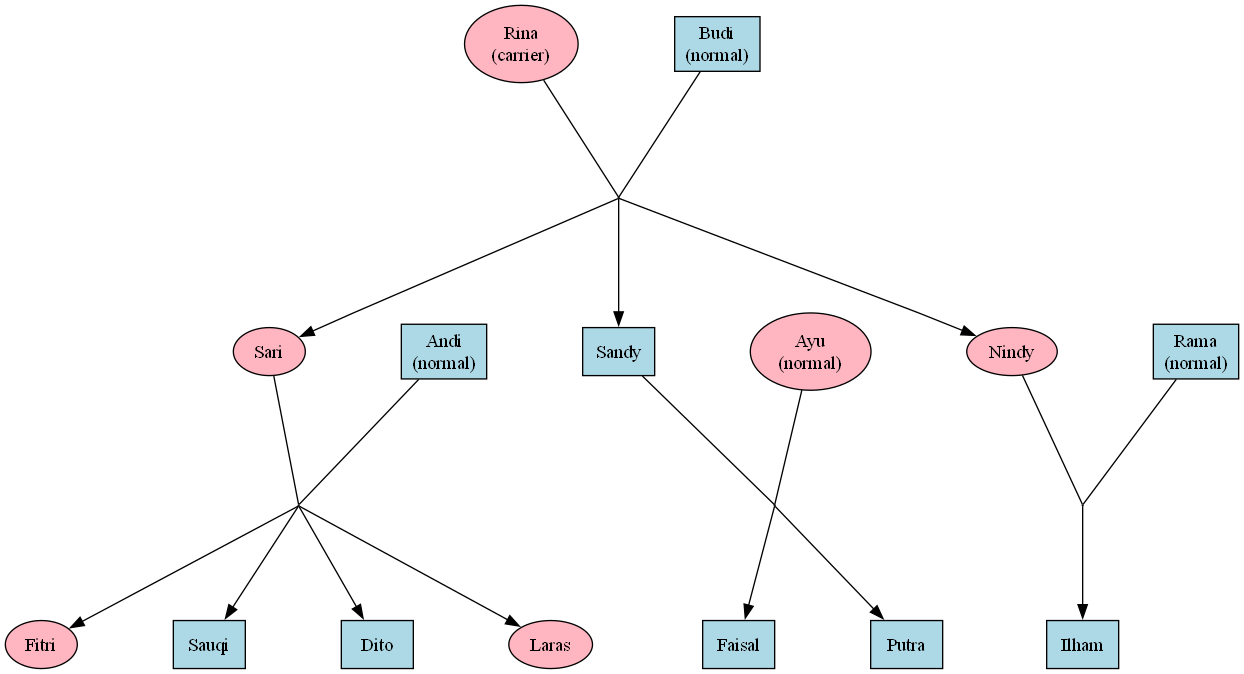 Rina
(carrier)
Budi
(normal)
Sari
Andi
(normal)
Sandy
Ayu
(normal)
Nindy
Rama
(normal)
Fitri
Sauqi
Dito
Laras
Faisal
Putra
Ilham